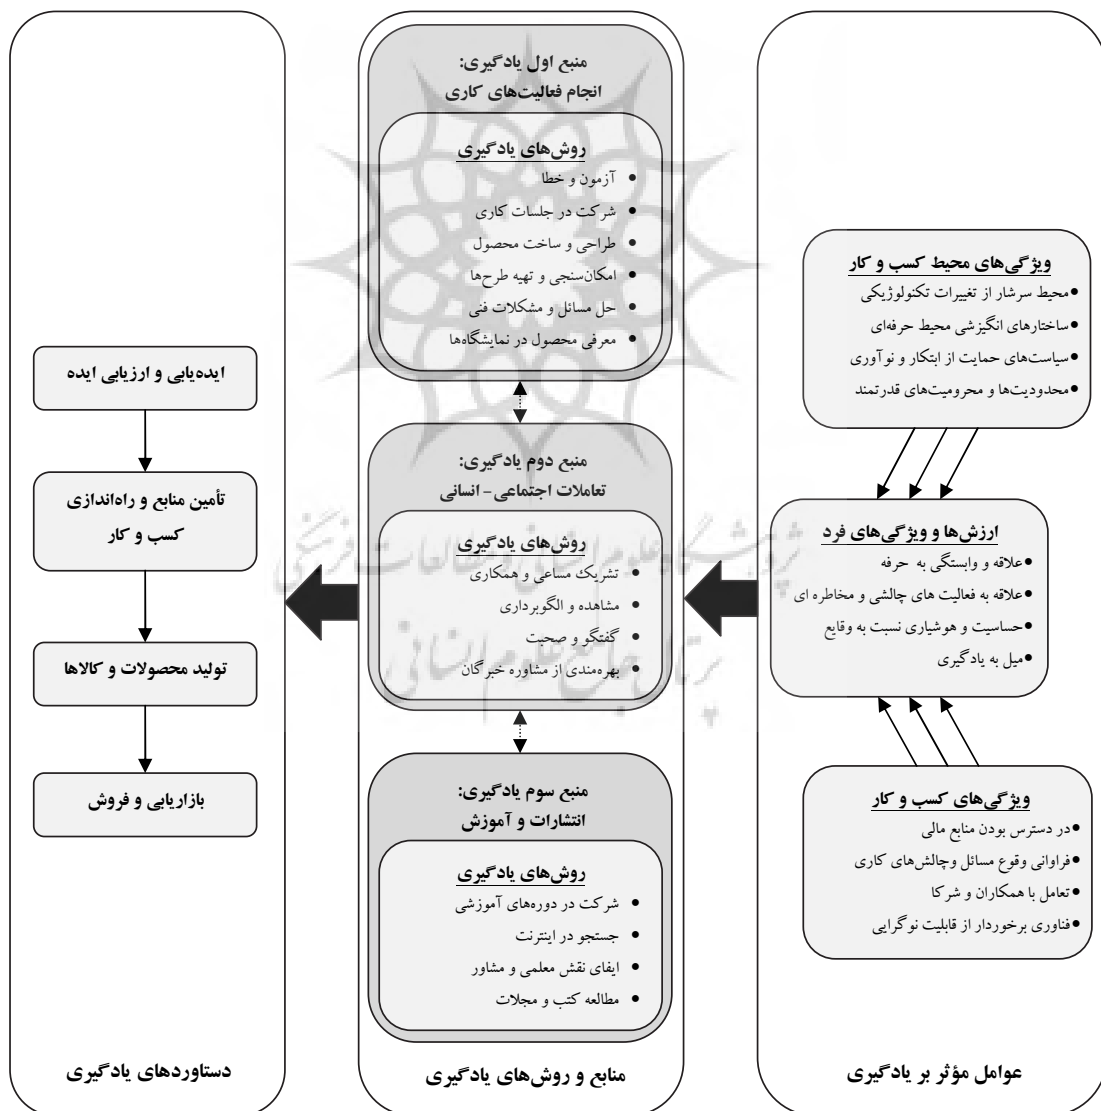 ویژگی‌های محیط کسب و کار
•محیط سرشار از تغییرات تکنولوژیکی
•ساختارهای انگیزشی محیط حرفه‌ای
•سیاست‌های حمایت از ابتکار و نوآوری
•محدودیت‌ها و محرومیت‌های قدرتمند
ارزش‌ها و ویژگی‌های فرد
•علاقه و وابستگی به حرفه
•علاقه به فعالیت های چالشی و مخاطره ای
•حساسیت و هوشیاری نسبت به وقایع
•میل به یادگیری
ویژگی‌های کسب و کار
•در دسترس بودن منابع مالی
•فراوانی وقوع مسائل وچالش‌های کاری
•تعامل با همکاران و شرکا
•فناوری برخوردار از قابلیت نوگرایی
عوامل مؤثر بر یادگیری
منبع اول یادگیری:
انجام فعالیت‌های کاری
روش‌های یادگیری
• آزمون و خطا
• شرکت در جلسات کاری
• طراحی و ساخت محصول
• امکان‌سنجی و تهیه طرح‌ها
• حل مسائل و مشکلات فنی
• معرفی محصول در نمایشگاه‌ها
منبع دوم یادگیری:
تعاملات اجتماعی - انسانی
روش‌های یادگیری
• تشریک مساعی و همکاری
• مشاهده و الگوبرداری
• گفتگو و صحبت
• بهره‌مندی از مشاوره خبرگان
منبع سوم یادگیری:
انتشارات و آموزش
روش‌های یادگیری
• شرکت در دوره‌های آموزشی
• جستجو در اینترنت
• ایفای نقش معلمی و مشاور
• مطالعه کتب و مجلات
منابع و روش‌های یادگیری
ایده‌یابی و ارزیابی ایده
تأمین منابع و راه‌اندازی
کسب و کار
تولید محصولات و کالاها
بازاریابی و فروش
دستاوردهای یادگیری
پژوهشگاه علوم انسانی و مطالعات فرهنگی
پرتال جامع علوم انسانی